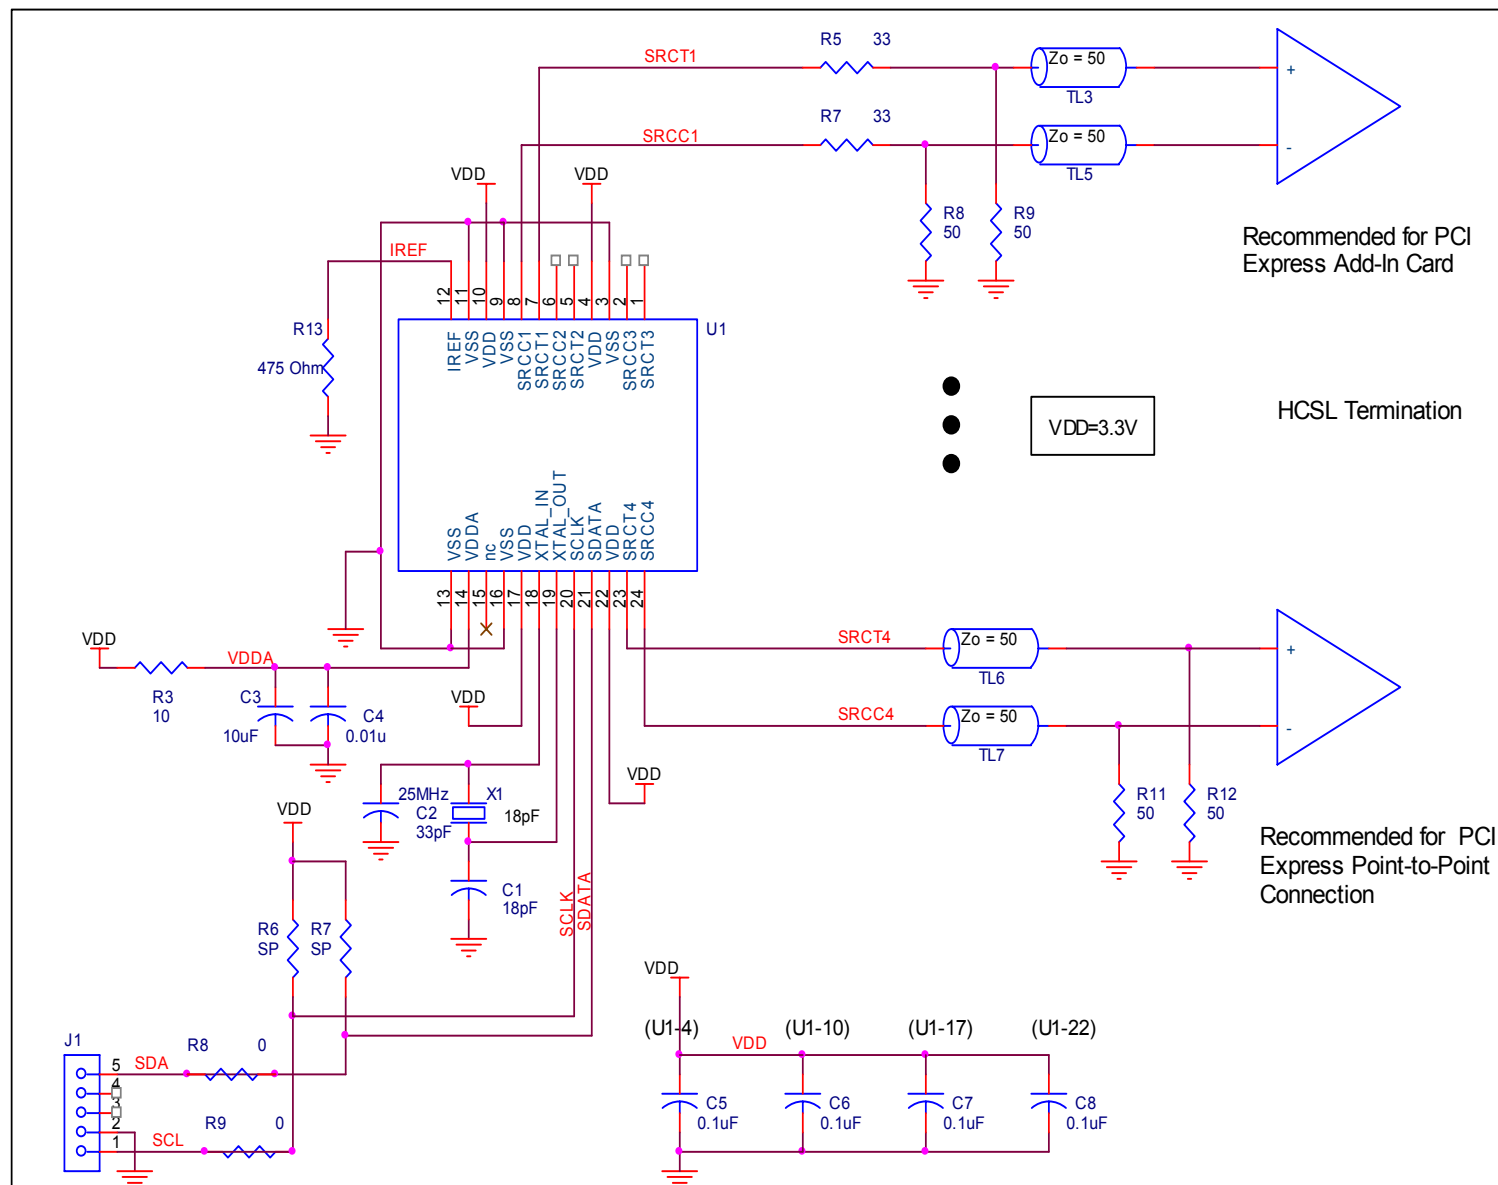 R5 33
SRCT1
Zo = 50
TL3
+
R7 33
SRCC1
Zo = 50
TL5
-
VDD
VDD
R8
50
R9
50
Recommended for PCI
Express Add-In Card
IREF
12
11
10
9
8
7
6
5
4
3
2
1
R13
475 Ohm
U1
IREF
VSS
VDD
VSS
SRCC1
SRCT1
SRCC2
SRCT2
VDD
VSS
SRCC3
SRCT3
VDD=3.3V
HCSL Termination
VSS
VDDA
nc
VSS
VDD
XTAL_IN
XTAL_OUT
SCLK
SDATA
VDD
SRCT4
SRCC4
13
14
15
16
17
18
19
20
21
22
23
24
VDD
VDDA
R3
10
C3
10uF
C4
0.01u
VDD
SRCT4
Zo = 50
TL6
+
SRCC4
Zo = 50
TL7
-
VDD
R11
50
R12
50
Recommended for PCI
Express Point-to-Point
Connection
25MHz
C2
33pF
X1
18pF
C1
18pF
VDD
R6
SP
R7
SP
SCLK
SDATA
J1
5
4
3
2
1
SDA
R8 0
SCL
R9 0
VDD
(U1-4)
(U1-10)
(U1-17)
(U1-22)
VDD
C5
0.1uF
C6
0.1uF
C7
0.1uF
C8
0.1uF